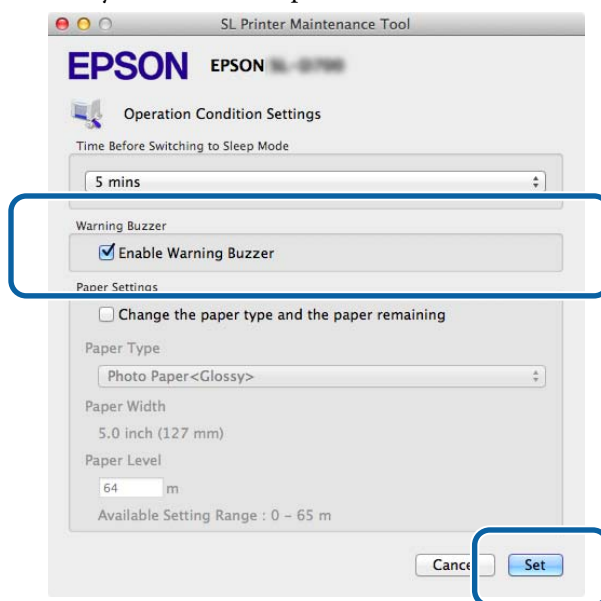 SL Printer Maintenance Tool
EPSON EPSON
Operation Condition Settings
Time Before Switching to Sleep Mode
5 mins
Warning Buzzer
Enable Warning Buzzer
Paper Settings
Change the paper type and the paper remaining
Paper Type
Photo Paper<Glossy>
Paper Width
5.0 inch (127 mm)
Paper Level
64 m
Available Setting Range : 0 – 65 m
Cance Set